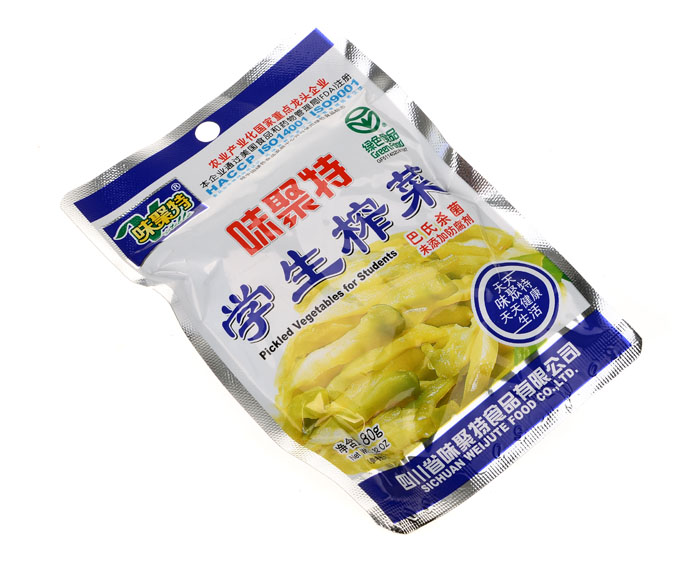 农业产业化国家重点龙头企业
本企业通过美国食品和药物管理局(FDA)注册
HACCP ISO14001 ISO9001
味聚特
®
绿色食品
Green Food
味聚特
学生榨菜
Pickled Vegetables for Students
巴氏杀菌
未添加防腐剂
天天
味聚特
天天健康
生活
净含 80g
四川省味聚特食品有限公司
SICHUAN WEIJUTE FOOD CO.,LTD.